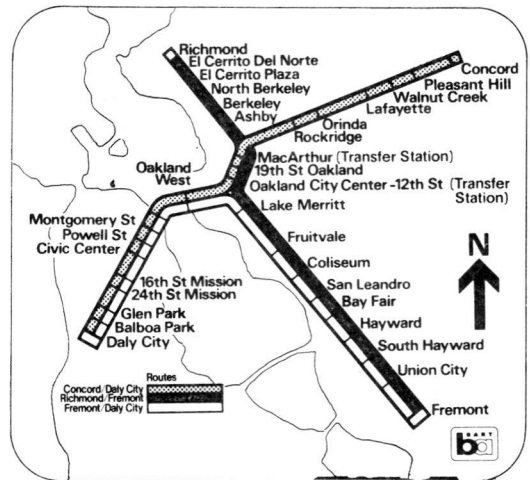 Richmond
El Cerrito Del Norte
El Cerrito Plaza
North Berkeley
Berkeley
Ashby
Concord
Pleasant Hill
Walnut Creek
Lafayette
Orinda
Rockridge
MacArthur (Transfer Station)
19th St Oakland
Oakland City Center-12th St (Transfer
Station)
Oakland
West
Lake Merritt
Montgomery St
Powell St
Civic Center
16th St Mission
24th St Mission
Glen Park
Balboa Park
Daly City
Fruitvale
Coliseum
San Leandro
Bay Fair
Hayward
South Hayward
Union City
Fremont
N
Routes
Concord/Daly City
Richmond/Fremont
Fremont/Daly City
BART
ba